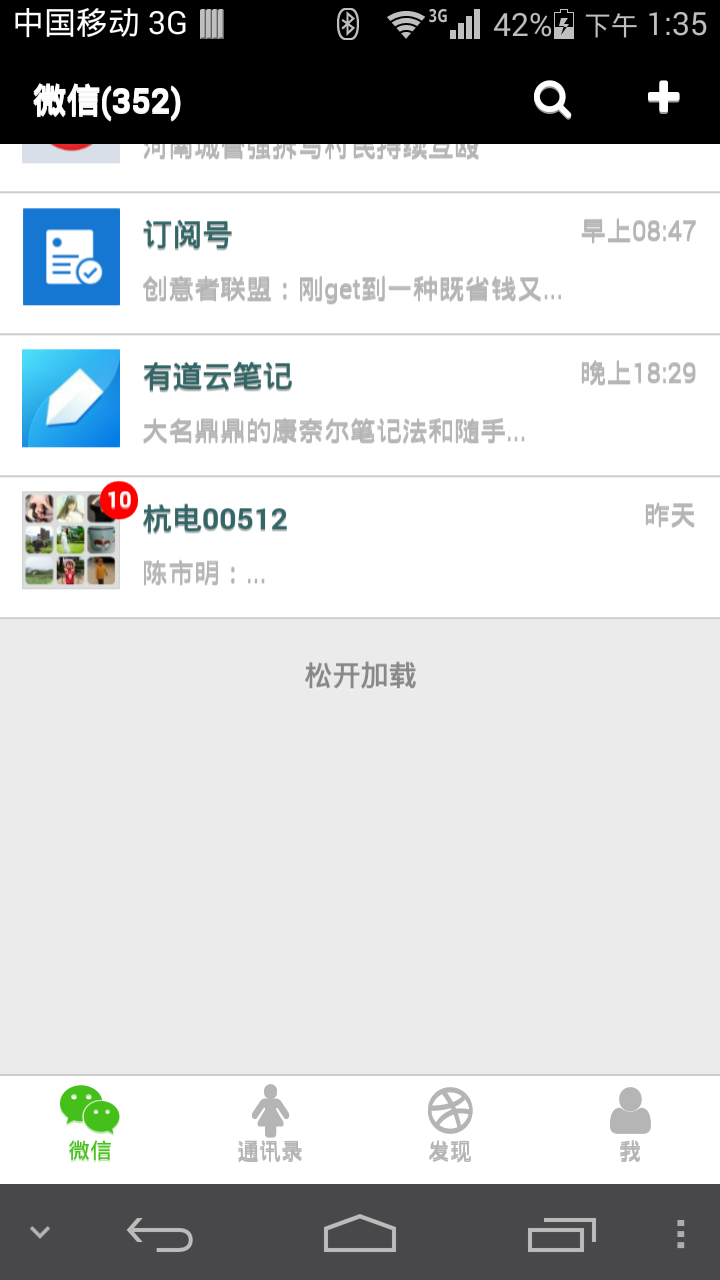 中国移动 3G 3G 42% 下午 1:35
微信(352)
河南城管强拆与村民持续互殴
订阅号 早上08:47
创意者联盟：刚get到一种既省钱又...
有道云笔记 晚上18:29
大名鼎鼎的康奈尔笔记法和随手...
10
杭电00512 昨天
陈市明：...
松开加载
微信 通讯录 发现 我